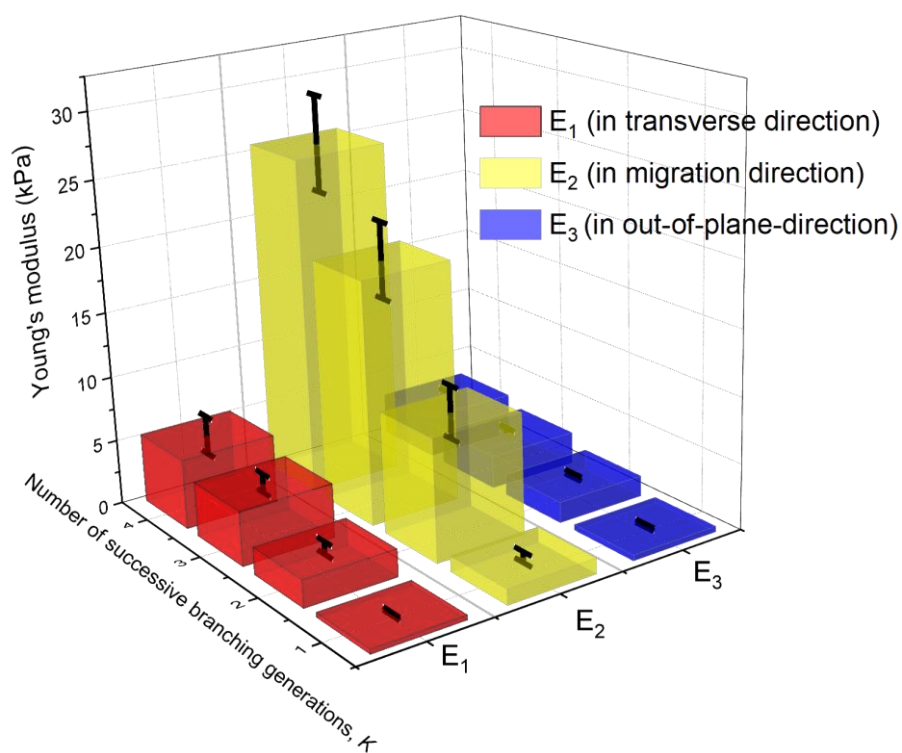 30
25
20
15
10
5
0
Young's modulus (kPa)
E₁ (in transverse direction)
E₂ (in migration direction)
E₃ (in out-of-plane-direction)
4
3
2
1
Number of successive branching generations, K
E₁
E₂
E₃